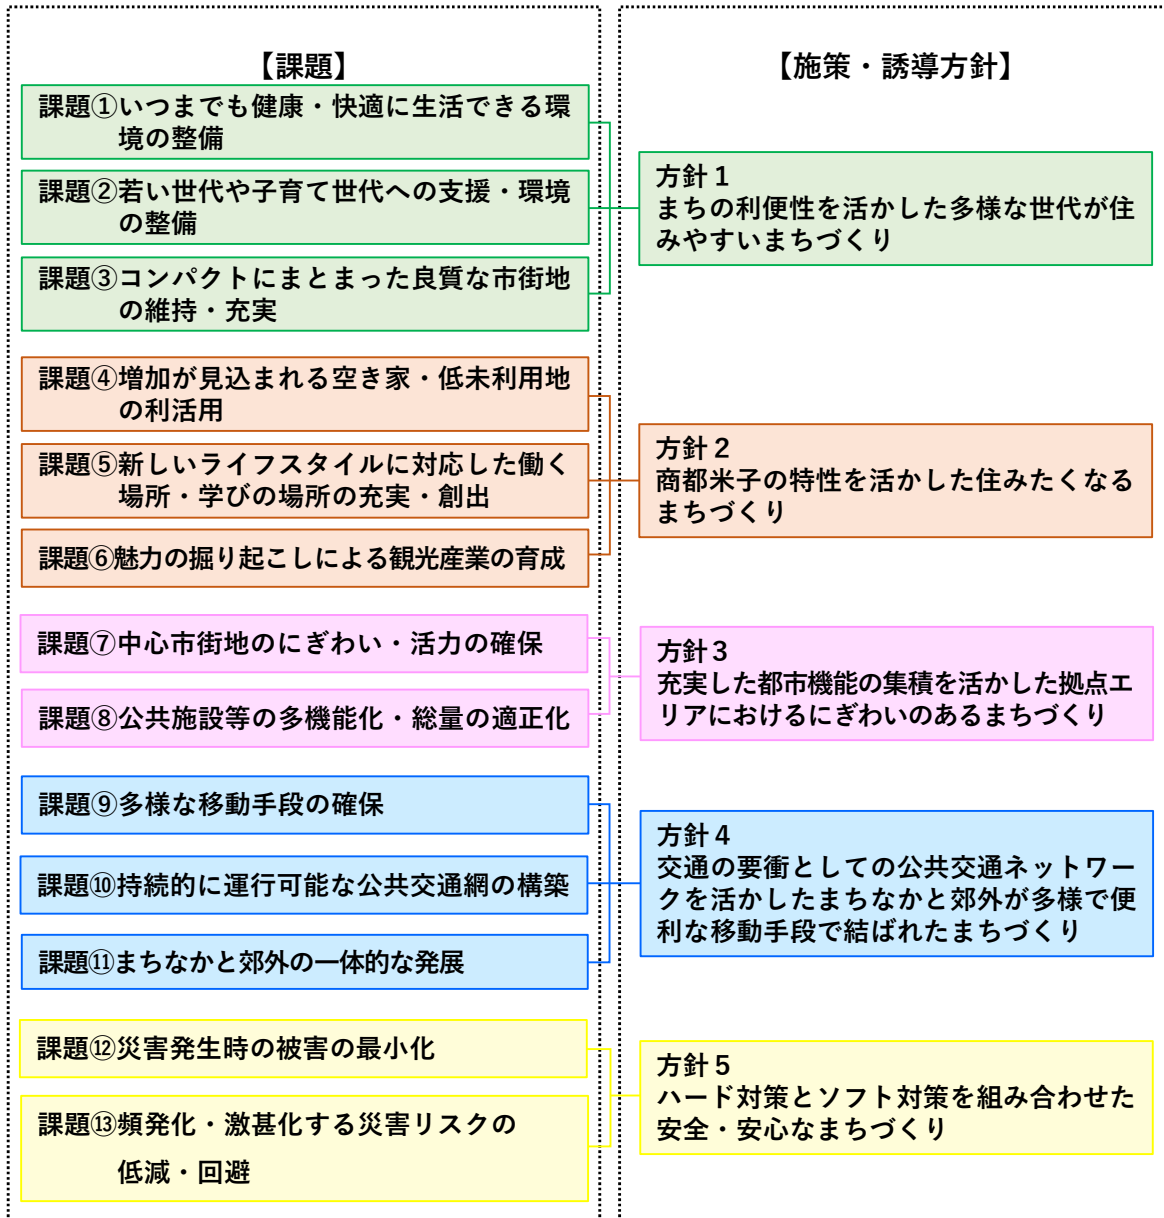 【課題】
課題①いつまでも健康・快適に生活できる環
境の整備
課題②若い世代や子育て世代への支援・環境
の整備
課題③コンパクトにまとまった良質な市街地
の維持・充実
課題④増加が見込まれる空き家・低未利用地
の利活用
課題⑤新しいライフスタイルに対応した働く
場所・学びの場所の充実・創出
課題⑥魅力の掘り起こしによる観光産業の育成
課題⑦中心市街地のにぎわい・活力の確保
課題⑧公共施設等の多機能化・総量の適正化
課題⑨多様な移動手段の確保
課題⑩持続的に運行可能な公共交通網の構築
課題⑪まちなかと郊外の一体的な発展
課題⑫災害発生時の被害の最小化
課題⑬頻発化・激甚化する災害リスクの
低減・回避
【施策・誘導方針】
方針１
まちの利便性を活かした多様な世代が住
みやすいまちづくり
方針２
商都米子の特性を活かした住みたくなる
まちづくり
方針３
充実した都市機能の集積を活かした拠点エ
リアにおけるにぎわいのあるまちづくり
方針４
交通の要衝としての公共交通ネットワー
クを活かしたまちなかと郊外が多様で便
利な移動手段で結ばれたまちづくり
方針５
ハード対策とソフト対策を組み合わせた
安全・安心なまちづくり